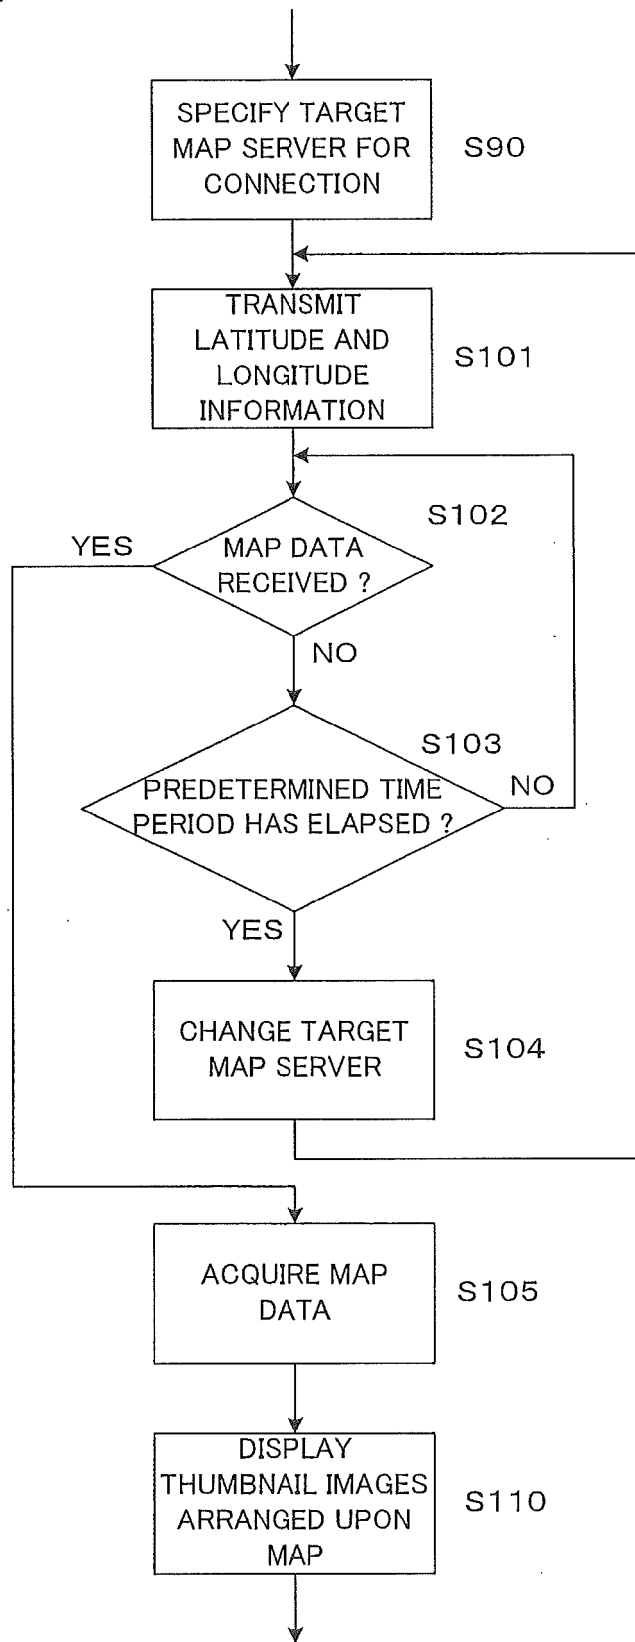 SPECIFY TARGET
MAP SERVER FOR
CONNECTION
S90
TRANSMIT
LATITUDE AND
LONGITUDE
INFORMATION
S101
S102
YES
MAP DATA
RECEIVED ?
NO
S103
PREDETERMINED TIME
PERIOD HAS ELAPSED ?
NO
YES
CHANGE TARGET
MAP SERVER
S104
ACQUIRE MAP
DATA
S105
DISPLAY
THUMBNAIL IMAGES
ARRANGED UPON
MAP
S110